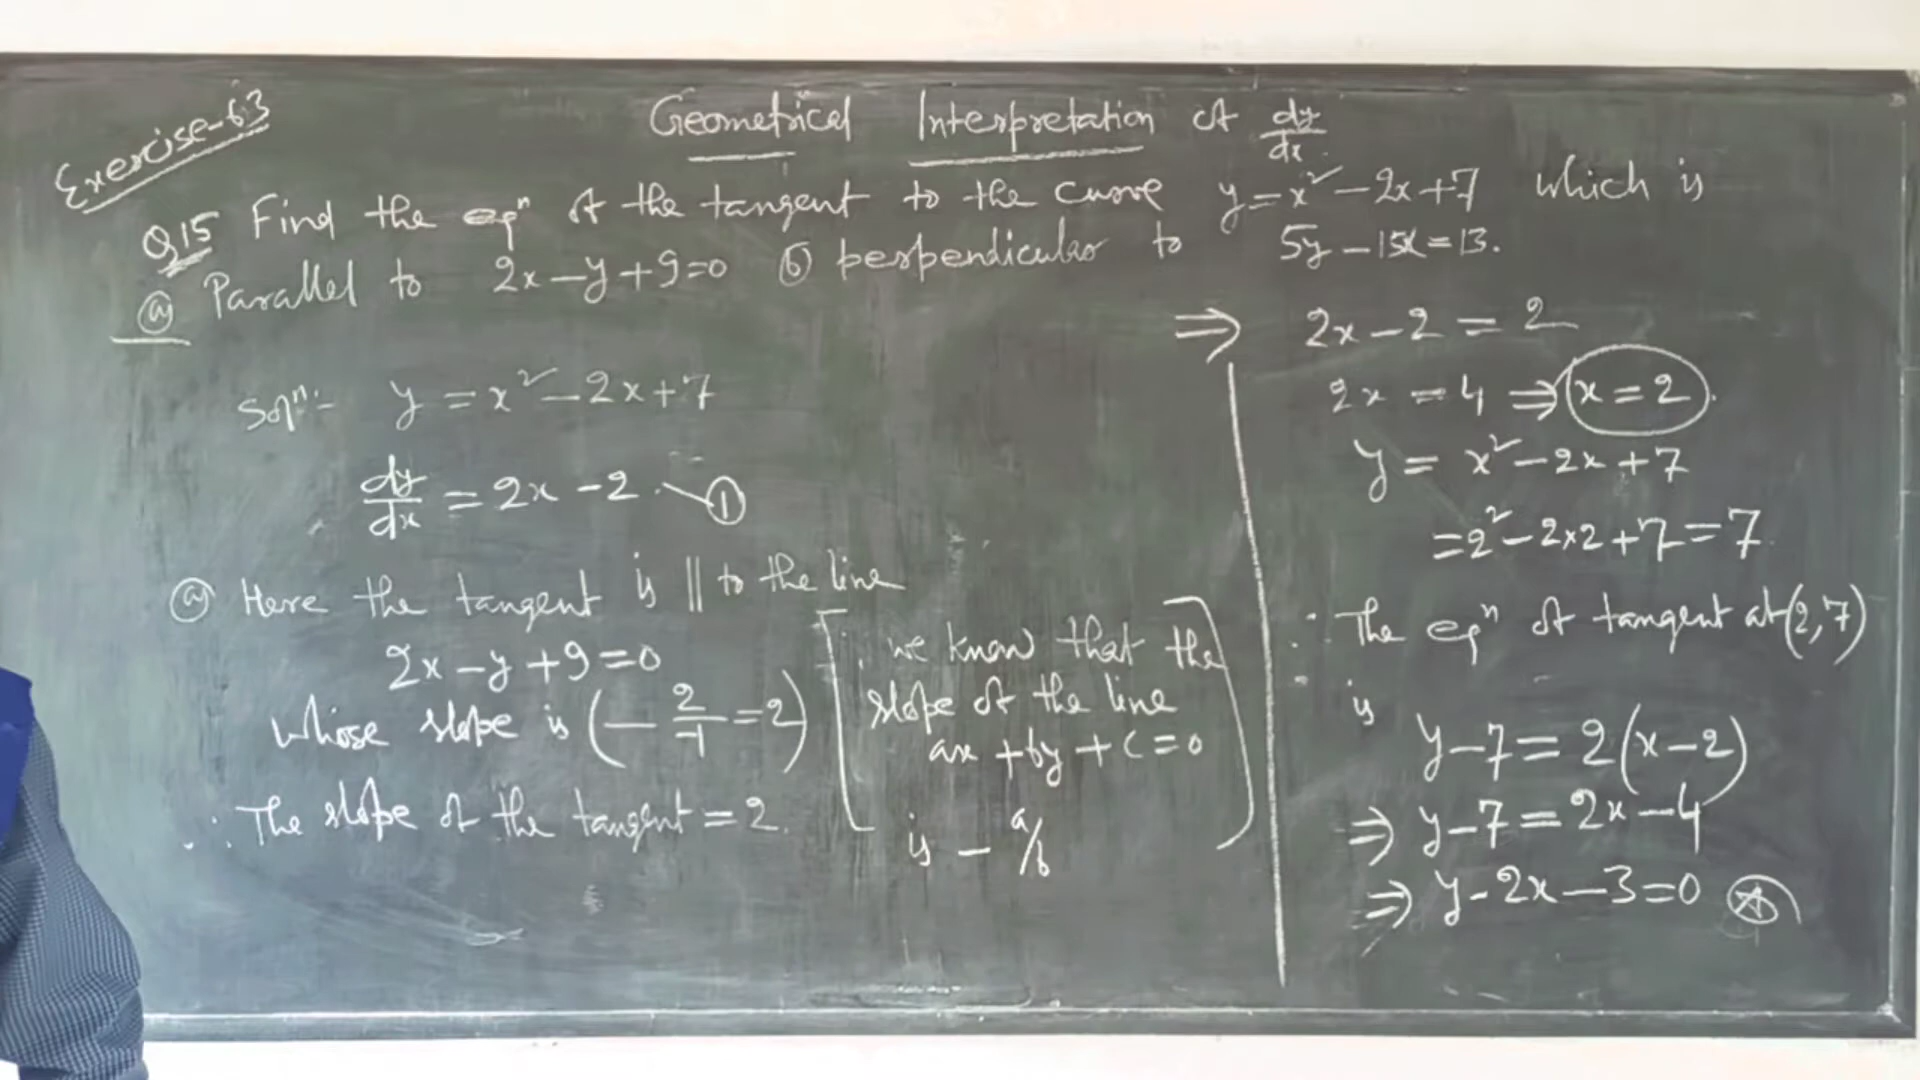 Exercise-6.3
Geometrical Interpretation of dy/dx.
Q15 Find the eqⁿ of the tangent to the curve y = x² - 2x + 7 which is
ⓐ Parallel to 2x - y + 9 = 0 ⓑ perpendicular to 5y - 15x = 13.
Solⁿ:- y = x² - 2x + 7
dy/dx = 2x - 2. — ①
ⓐ Here the tangent is || to the line
2x - y + 9 = 0
whose slope is (- 2/-1 = 2)
∴ The slope of the tangent = 2.
[∵ we know that the
slope of the line
ax + by + c = 0
is - a/b]
⇒ 2x - 2 = 2
2x = 4 ⇒ x = 2.
y = x² - 2x + 7
= 2² - 2×2 + 7 = 7
∴ The eqⁿ of tangent at (2,7)
is
y - 7 = 2(x - 2)
⇒ y - 7 = 2x - 4
⇒ y - 2x - 3 = 0